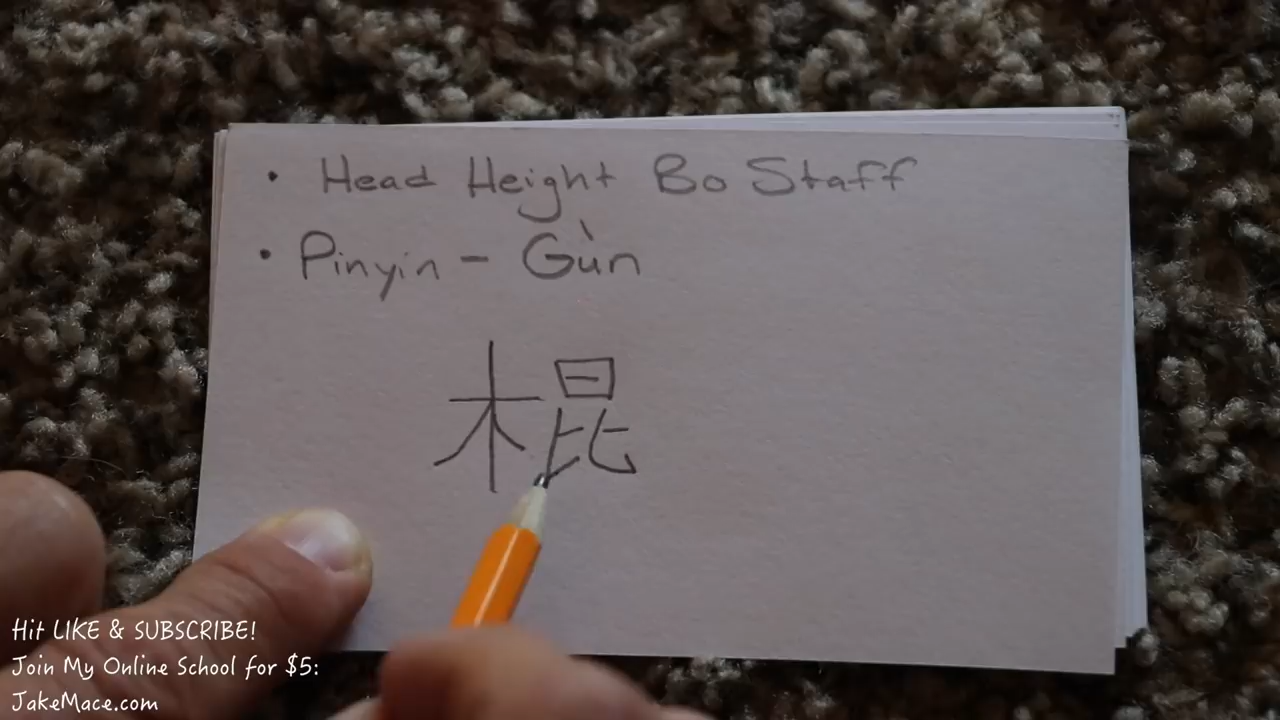 • Head Height Bo Staff
• Pinyin - Gùn
棍
Hit LIKE & SUBSCRIBE!
Join My Online School for $5:
JakeMace.com